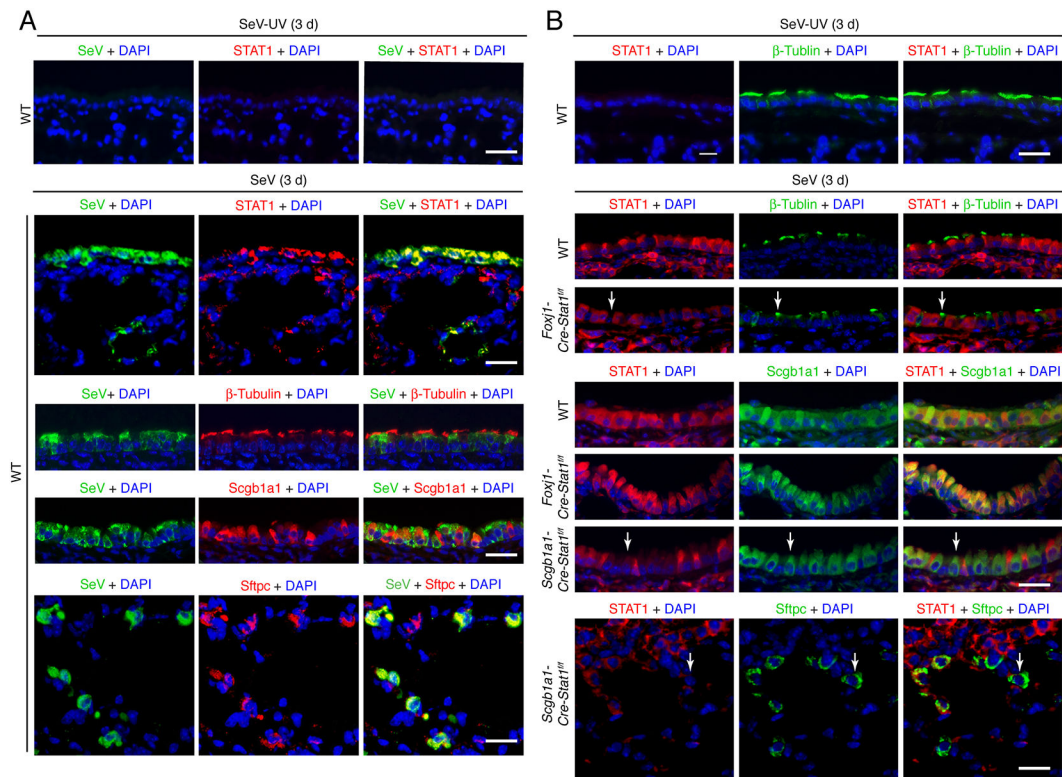 A
SeV-UV (3 d)
SeV + DAPI
STAT1 + DAPI
SeV + STAT1 + DAPI
WT
SeV (3 d)
SeV + DAPI
STAT1 + DAPI
SeV + STAT1 + DAPI
WT
SeV+ DAPI
β-Tubulin + DAPI
SeV + β-Tubulin + DAPI
SeV + DAPI
Scgb1a1 + DAPI
SeV + Scgb1a1 + DAPI
SeV + DAPI
Sftpc + DAPI
SeV + Sftpc + DAPI
B
SeV-UV (3 d)
STAT1 + DAPI
β-Tublin + DAPI
STAT1 + β-Tublin + DAPI
WT
SeV (3 d)
STAT1 + DAPI
β-Tublin + DAPI
STAT1 + β-Tublin + DAPI
WT
Foxj1-
Cre-Stat1f/f
STAT1 + DAPI
Scgb1a1 + DAPI
STAT1 + Scgb1a1 + DAPI
WT
Foxj1-
Cre-Stat1f/f
Scgb1a1-
Cre-Stat1f/f
STAT1 + DAPI
Sftpc + DAPI
STAT1 + Sftpc + DAPI
Scgb1a1-
Cre-Stat1f/f